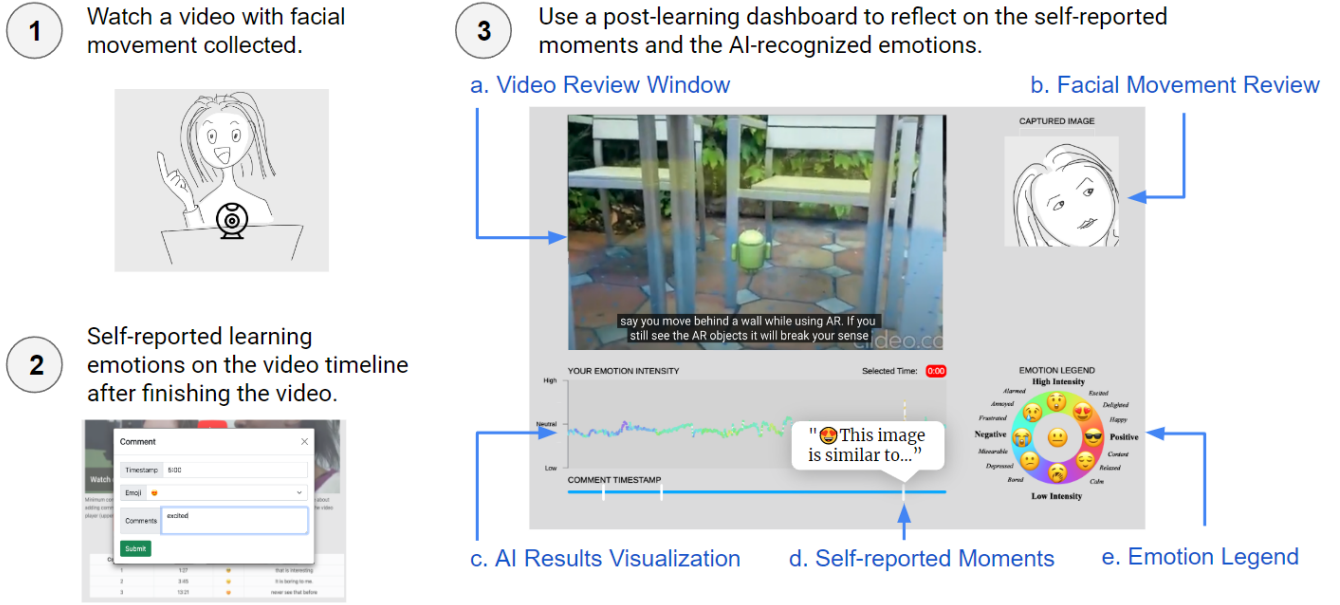 1
Watch a video with facial
movement collected.
2
Self-reported learning
emotions on the video timeline
after finishing the video.
Comment
×
Timestamp 5:00
Emoji 😍
Comments excited
Submit
Watch
1 1:27 that is interesting
2 3:65 It is boring to me.
3 13:21 never see that before
3
Use a post-learning dashboard to reflect on the self-reported
moments and the AI-recognized emotions.
a. Video Review Window
b. Facial Movement Review
CAPTURED IMAGE
say you move behind a wall while using AR. If you
still see the AR objects it will break your sense
YOUR EMOTION INTENSITY
Selected Time: 0:00
High
Neutral
Low
"😍This image
is similar to...”
COMMENT TIMESTAMP
EMOTION LEGEND
High Intensity
Alarmed
Excited
Annoyed
Delighted
Frustrated
Happy
Negative
Positive
Miserable
Content
Depressed
Relaxed
Bored
Calm
Low Intensity
c. AI Results Visualization
d. Self-reported Moments
e. Emotion Legend